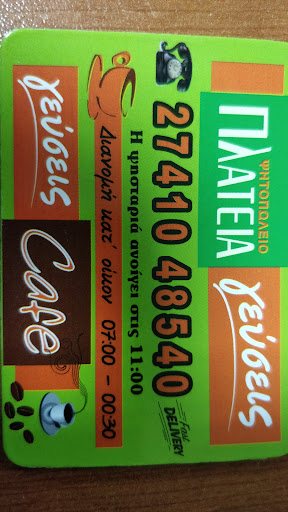 ΨΗΤΟΠΩΛΕΙΟ
ΠλΑΤΕΙΑ
γεύσεις
27410 48540
Fast
DELIVERY
Η ψησταριά ανοίγει στις 11:00
Διανομή κατ' οίκον 07:00 - 00:30
γεύσεις
Cafe